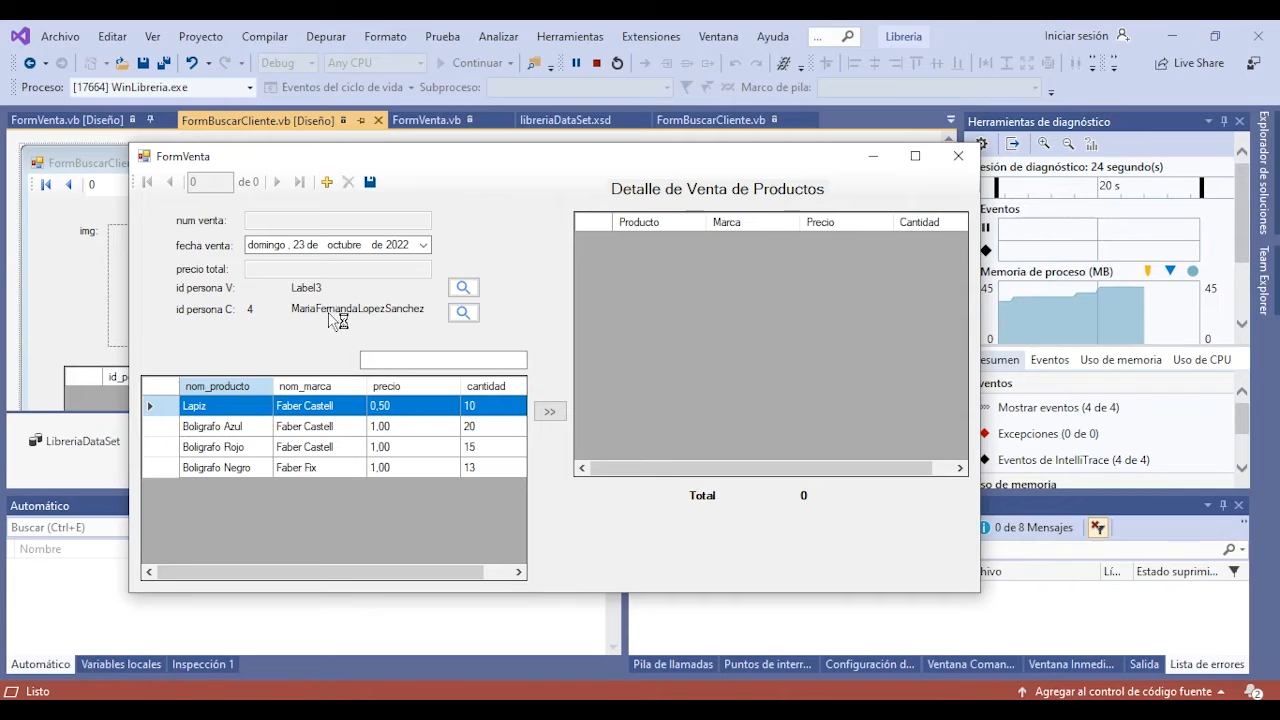 Archivo Editar Ver Proyecto Compilar Depurar Formato Prueba Analizar Herramientas Extensiones Ventana Ayuda ... Libreria Iniciar sesión
Debug Any CPU Continuar Live Share
Proceso: [17664] WinLibreria.exe Eventos del ciclo de vida Subproceso: Marco de pila:
FormVenta.vb [Diseño] FormBuscarCliente.vb [Diseño] FormVenta.vb libreriaDataSet.xsd FormBuscarCliente.vb
Herramientas de diagnóstico
FormBuscarClien
0
img:
id_p
LibreriaDataSet
FormVenta
0 de 0
num venta:
fecha venta: domingo , 23 de octubre de 2022
precio total:
id persona V: Label3
id persona C: 4 MariaFernandaLopezSanchez
nom_producto nom_marca precio cantidad
Lapiz Faber Castell 0,50 10
Boligrafo Azul Faber Castell 1,00 20
Boligrafo Rojo Faber Castell 1,00 15
Boligrafo Negro Faber Fix 1,00 13
>>
Detalle de Venta de Productos
Producto Marca Precio Cantidad
Total 0
esión de diagnóstico: 24 segundo(s)
20 s
Eventos
Memoria de proceso (MB)
45 45
0 0
esumen Eventos Uso de memoria Uso de CPU
ventos
Mostrar eventos (4 de 4)
Excepciones (0 de 0)
Eventos de IntelliTrace (4 de 4)
so de memoria
Explorador de soluciones
Team Explorer
Automático
Buscar (Ctrl+E)
Nombre
0 de 8 Mensajes
hivo Lí... Estado suprimi...
Automático Variables locales Inspección 1
Pila de llamadas Puntos de interr... Configuración d... Ventana Coman... Ventana Inmedi... Salida Lista de errores
Listo Agregar al control de código fuente 2